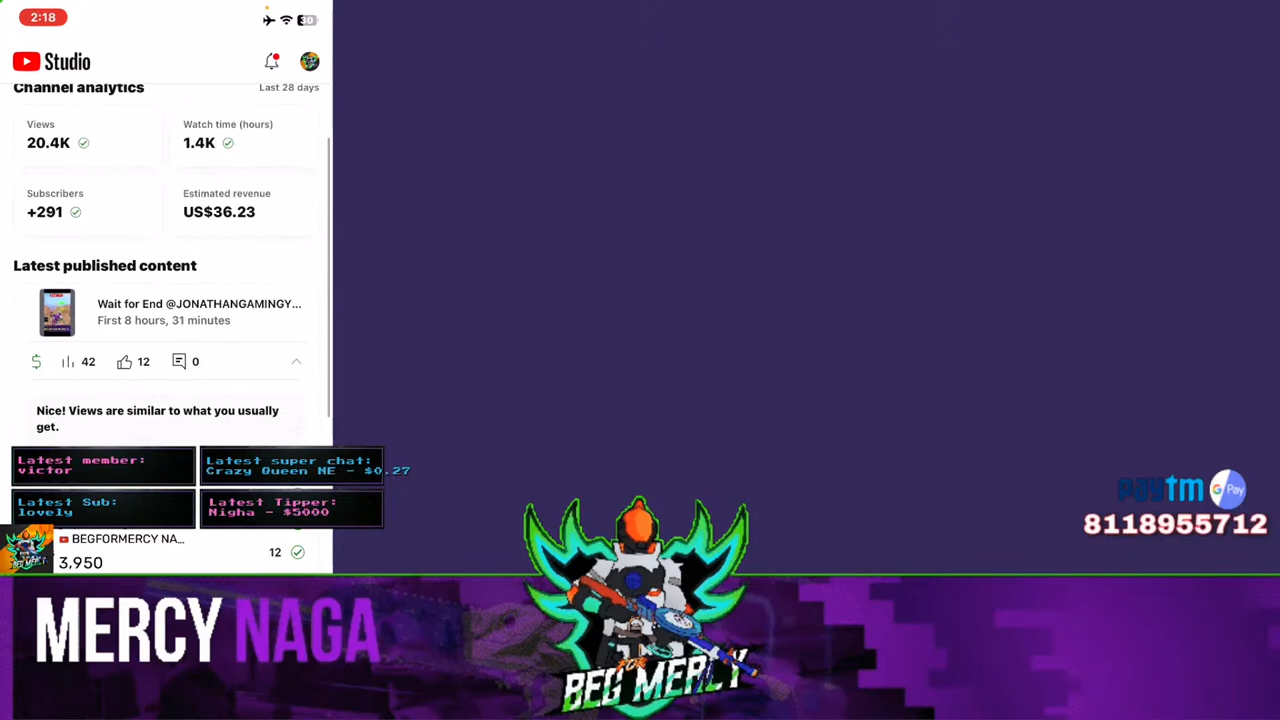 2:18
30
Studio
Channel analytics
Last 28 days
Views
Watch time (hours)
20.4K
1.4K
Subscribers
Estimated revenue
+291
US$36.23
Latest published content
Wait for End @JONATHANGAMINGY...
First 8 hours, 31 minutes
42
12
0
Nice! Views are similar to what you usually
get.
Latest member:
victor
Latest super chat:
Crazy Queen NE - $0.27
Latest Sub:
lovely
Latest Tipper:
Nigha - $5000
BEGFORMERCY NA...
3,950
12
paytm
G Pay
8118955712
MERCY NAGA
BEG FOR MERCY